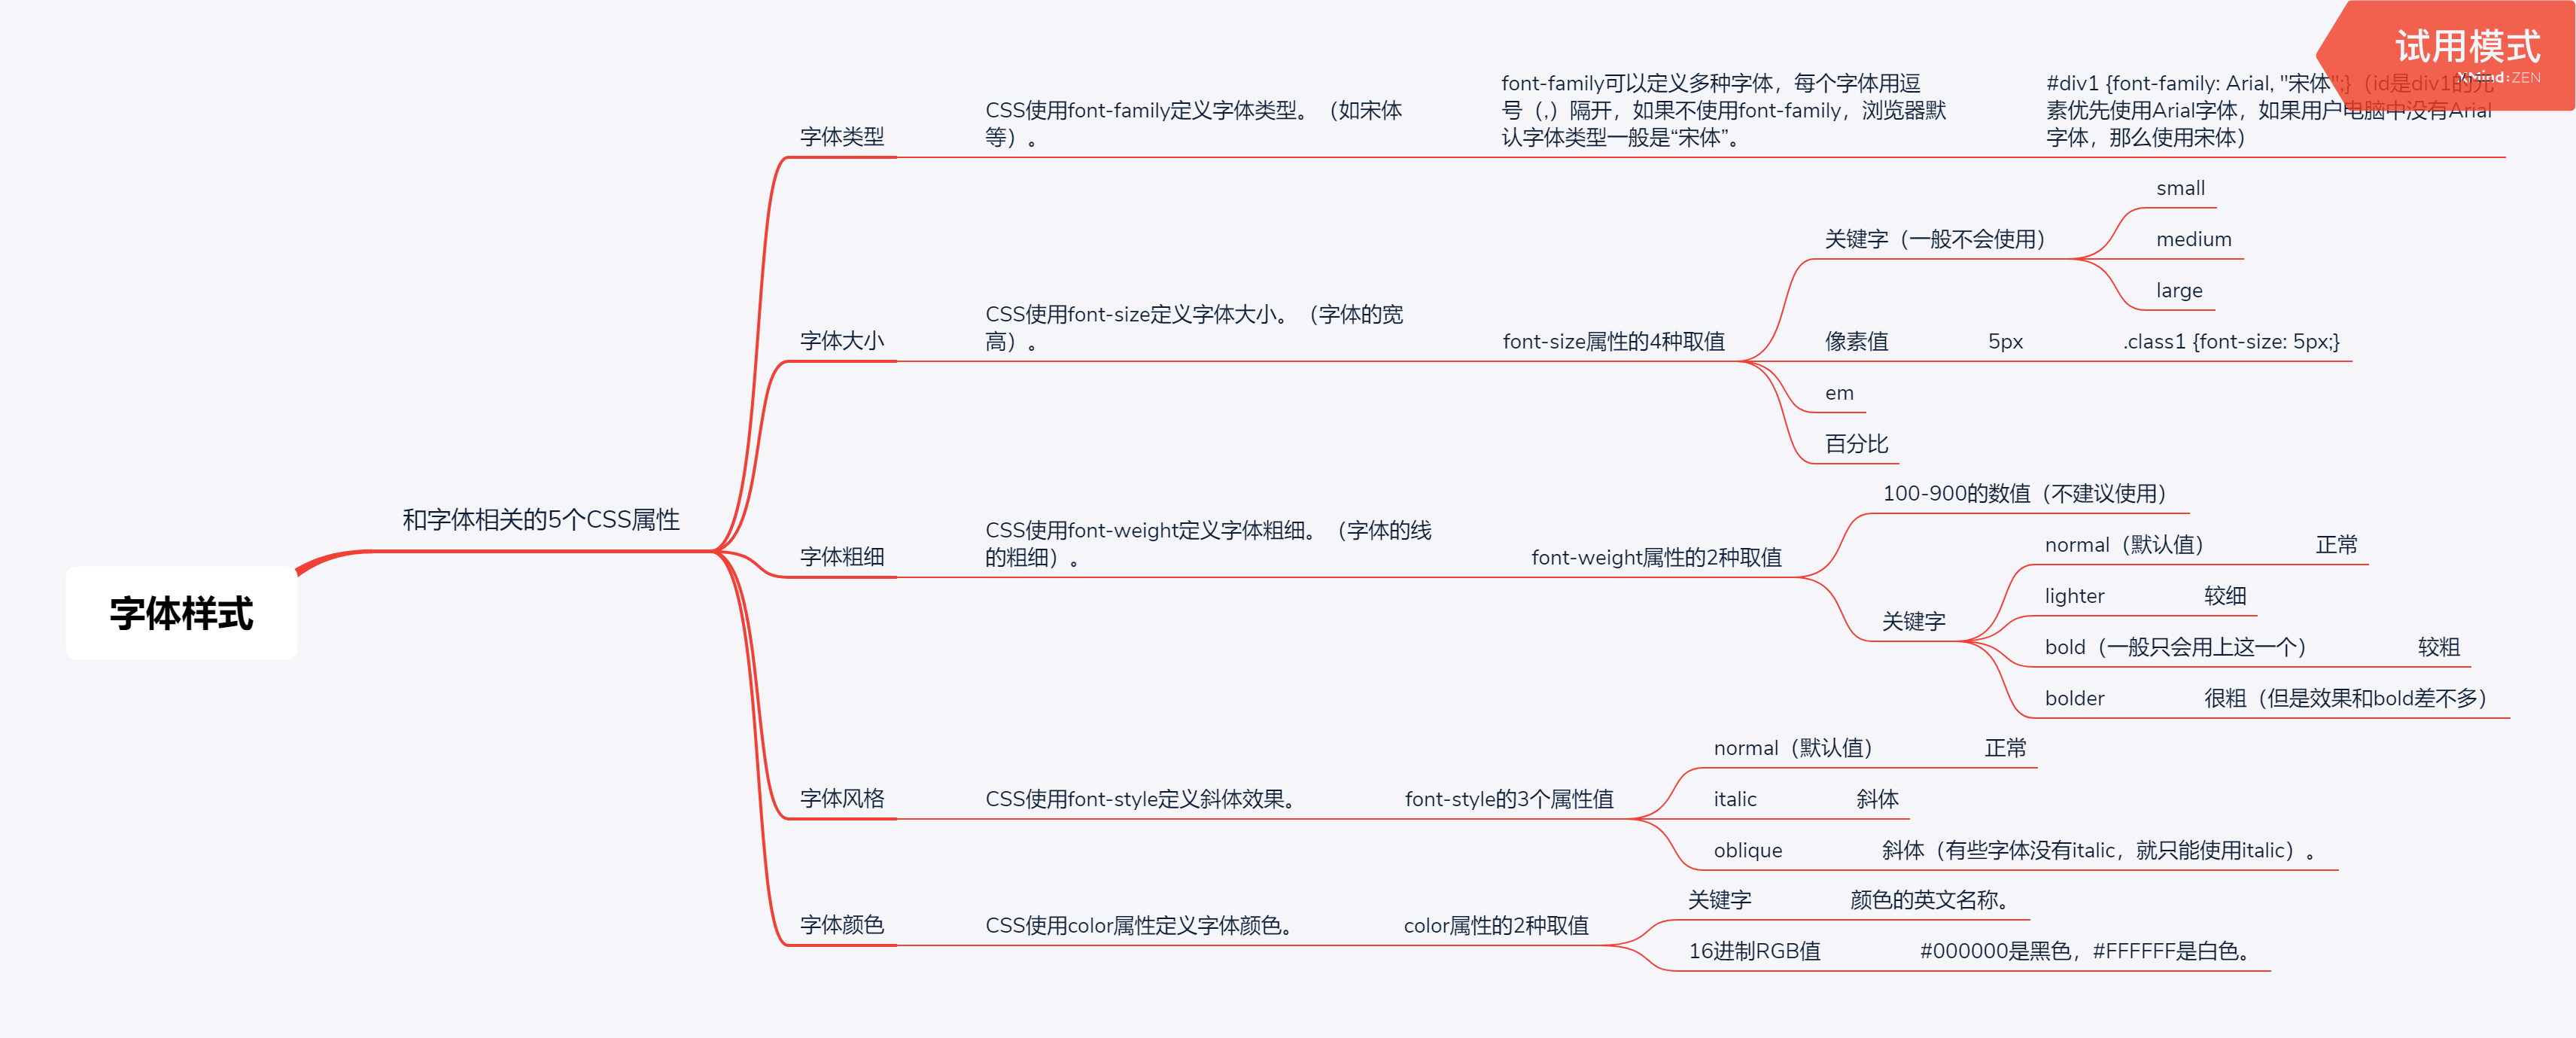 试用模式
XMind:ZEN
字体样式
和字体相关的5个CSS属性
字体类型
CSS使用font-family定义字体类型。（如宋体
等）。
font-family可以定义多种字体，每个字体用逗
号（,）隔开，如果不使用font-family，浏览器默
认字体类型一般是“宋体”。
#div1 {font-family: Arial, "宋体";}（id是div1的元
素优先使用Arial字体，如果用户电脑中没有Arial
字体，那么使用宋体）
字体大小
CSS使用font-size定义字体大小。（字体的宽
高）。
font-size属性的4种取值
关键字（一般不会使用）
small
medium
large
像素值
5px
.class1 {font-size: 5px;}
em
百分比
字体粗细
CSS使用font-weight定义字体粗细。（字体的线
的粗细）。
font-weight属性的2种取值
100-900的数值（不建议使用）
关键字
normal（默认值）
正常
lighter
较细
bold（一般只会用上这一个）
较粗
bolder
很粗（但是效果和bold差不多）
字体风格
CSS使用font-style定义斜体效果。
font-style的3个属性值
normal（默认值）
正常
italic
斜体
oblique
斜体（有些字体没有italic，就只能使用italic）。
字体颜色
CSS使用color属性定义字体颜色。
color属性的2种取值
关键字
颜色的英文名称。
16进制RGB值
#000000是黑色，#FFFFFF是白色。